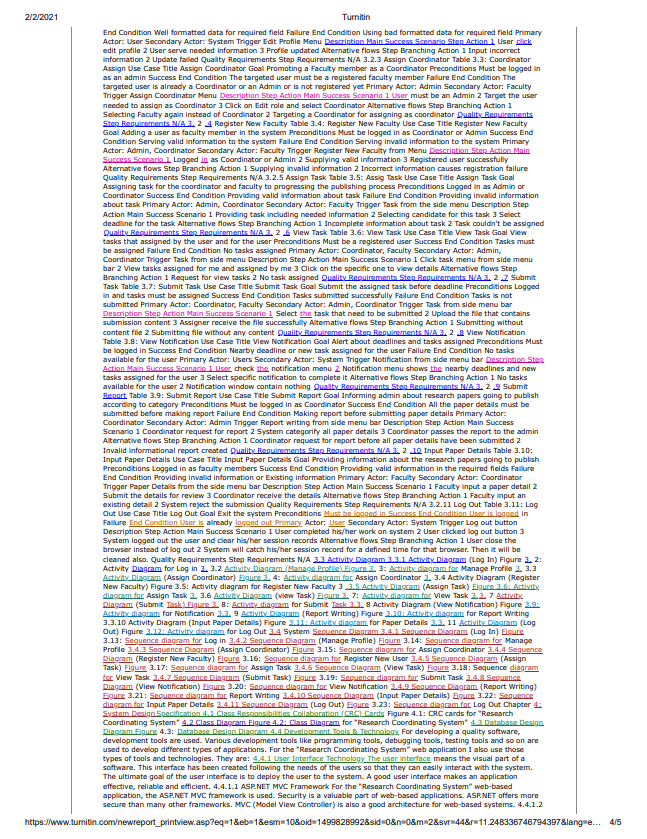 2/2/2021
Turnitin
End Condition Well formatted data for required field Failure End Condition Using bad formatted data for required field Primary
Actor: User Secondary Actor: System Trigger Edit Profile Menu Description Main Success Scenario Step Action 1 User click
edit profile 2 User serve needed information 3 Profile updated Alternative flows Step Branching Action 1 Input incorrect
information 2 Update failed Quality Requirements Step Requirements N/A 3.2.3 Assign Coordinator Table 3.3: Coordinator
Assign Use Case Title Assign Coordinator Goal Promoting a Faculty member as a Coordinator Preconditions Must be logged in
as an admin Success End Condition The targeted user must be a registered faculty member Failure End Condition The
targeted user is already a Coordinator or an Admin or is not registered yet Primary Actor: Admin Secondary Actor: Faculty
Trigger Assign Coordinator Menu Description Step Action Main Success Scenario 1 User must be an Admin 2 Target the user
needed to assign as Coordinator 3 Click on Edit role and select Coordinator Alternative flows Step Branching Action 1
Selecting Faculty again instead of Coordinator 2 Targeting a Coordinator for assigning as coordinator Quality Requirements
Step Requirements N/A 3. 2 .4 Register New Faculty Table 3.4: Register New Faculty Use Case Title Register New Faculty
Goal Adding a user as faculty member in the system Preconditions Must be logged in as Coordinator or Admin Success End
Condition Serving valid information to the system Failure End Condition Serving invalid information to the system Primary
Actor: Admin, Coordinator Secondary Actor: Faculty Trigger Register New Faculty from Menu Description Step Action Main
Success Scenario 1 Logged in as Coordinator or Admin 2 Supplying valid information 3 Registered user successfully
Alternative flows Step Branching Action 1 Supplying invalid information 2 Incorrect information causes registration failure
Quality Requirements Step Requirements N/A 3.2.5 Assign Task Table 3.5: Assig Task Use Case Title Assign Task Goal
Assigning task for the coordinator and faculty to progressing the publishing process Preconditions Logged in as Admin or
Coordinator Success End Condition Providing valid information about task Failure End Condition Providing invalid information
about task Primary Actor: Admin, Coordinator Secondary Actor: Faculty Trigger Task from the side menu Description Step
Action Main Success Scenario 1 Providing task including needed information 2 Selecting candidate for this task 3 Select
deadline for the task Alternative flows Step Branching Action 1 Incomplete information about task 2 Task couldn't be assigned
Quality Requirements Step Requirements N/A 3. 2 .6 View Task Table 3.6: View Task Use Case Title View Task Goal View
tasks that assigned by the user and for the user Preconditions Must be a registered user Success End Condition Tasks must
be assigned Failure End Condition No tasks assigned Primary Actor: Coordinator, Faculty Secondary Actor: Admin,
Coordinator Trigger Task from side menu Description Step Main Success Scenario 1 Click task menu from side menu
bar 2 View tasks assigned for me and assigned by me 3 Click on the specific one to view details Alternative flows Step
Branching Action 1 Request for view tasks 2 No task assigned Quality Requirements Step Requirements N/A 3. 2 .7 Submit
Task Table 3.7: Submit Task Use Case Title Submit Task Goal Submit the assigned task before deadline Preconditions Logged
in and tasks must be assigned Success End Condition Tasks submitted successfully Failure End Condition Tasks is not
submitted Primary Actor: Coordinator, Faculty Secondary Actor: Admin, Coordinator Trigger Task from side menu bar
Description Step Action Main Success Scenario 1 Select the task that need to be submitted 2 Upload the file that contains
submission content 3 Assigner receive the file successfully Alternative flows Step Branching Action 1 Submitting without
content file 2 Submitting file without any content Quality Requirements Step Requirements N/A 3. 2 .8 View Notification
Table 3.8: View Notification Use Case Title View Notification Goal Alert about deadlines and tasks assigned Preconditions Must
be logged in Success End Condition Nearby deadline or new task assigned for the user Failure End Condition No tasks
available for the user Primary Actor: Users Secondary Actor: System Trigger Notification from side menu bar Description Step
Action Main Success Scenario 1 User check the notification menu 2 Notification menu shows the nearby deadlines and new
tasks assigned for the user 3 Select specific notification to complete it Alternative flows Step Branching Action 1 No tasks
available for the user 2 Notification window contain nothing Quality Requirements Step Requirements N/A 3. 2 .9 Submit
Report Table 3.9: Submit Report Use Case Title Submit Report Goal Informing admin about research papers going to publish
according to category Preconditions Must be logged in as Coordinator Success End Condition All the paper details must be
submitted before making report Failure End Condition Making report before submitting paper details Primary Actor:
Coordinator Secondary Actor: Admin Trigger Report writing from side menu bar Description Step Action Main Success
Scenario 1 Coordinator request for report 2 System categorify all paper details 3 Coordinator passes the report to the admin
Alternative flows Step Branching Action 1 Coordinator request for report before all paper details have been submitted 2
Invalid informational report created Quality Requirements Step Requirements N/A 3. 2 .10 Input Paper Details Table 3.10:
Input Paper Details Use Case Title Input Paper Details Goal Providing information about the research papers going to publish
Preconditions Logged in as faculty members Success End Condition Providing valid information in the required fields Failure
End Condition Providing invalid information or Existing information Primary Actor: Faculty Secondary Actor: Coordinator
Trigger Paper Details from the side menu bar Description Step Action Main Success Scenario 1 Faculty input a paper detail 2
Submit the details for review 3 Coordinator receive the details Alternative flows Step Branching Action 1 Faculty input an
existing detail 2 System reject the submission Quality Requirements Step Requirements N/A 3.2.11 Log Out Table 3.11: Log
Out Use Case Title Log Out Goal Exit the system Preconditions Must be logged in Success End Condition User is logged in
Failure End Condition User is already logged out Primary Actor: User Secondary Actor: System Trigger Log out button
Description Step Action Main Success Scenario 1 User completed his/her work on system 2 User clicked log out button 3
System logged out the user and clear his/her session records Alternative flows Step Branching Action 1 User close the
browser instead of log out 2 System will catch his/her session record for a defined time for that browser. Then it will be
cleaned also. Quality Requirements Step Requirements N/A 3.3 Activity Diagram 3.3.1 Activity Diagram (Log In) Figure 3. 2:
Activity Diagram for Log in 3. 3.2 Activity Diagram (Manage Profile) Figure 3. 3: Activity Diagram for Manage Profile 3. 3.3
Activity Diagram (Assign Coordinator) Figure 3. 4: Activity Diagram for Assign Coordinator 3. 3.4 Activity Diagram (Register
New Faculty) Figure 3.5: Activity diagram for Register New Faculty 3 .3.5 Activity Diagram (Assign Task) Figure 3.6: Activity
diagram for Assign Task 3. 3.6 Activity Diagram (view Task) Figure 3. 7: Activity diagram for View Task 3.3. 7 Activity
Diagram (Submit Task) Figure 3. 8: Activity diagram for Submit Task 3.3. 8 Activity Diagram (View Notification) Figure 3.9:
Activity diagram for Notification 3.3. 9 Activity Diagram (Report Writing) Figure 3.10: Activity diagram for Report Writing
3.3.10 Activity Diagram (Input Paper Details) Figure 3.11: Activity diagram for Paper Details 3.3. 11 Activity Diagram (Log
Out) Figure 3.12: Activity diagram for Log Out 3.4 System Sequence Diagram 3.4.1 Sequence Diagram (Log In) Figure
3.13: Sequence diagram for Log in 3.4.2 Sequence Diagram (Manage Profile) Figure 3.14: Sequence diagram for Manage
Profile 3.4.3 Sequence Diagram (Assign Coordinator) Figure 3.15: Sequence diagram for Assign Coordinator 3.4.4 Sequence
Diagram (Register New Faculty) Figure 3.16: Sequence diagram for Register New User 3.4.5 Sequence Diagram (Assign
Task) Figure 3.17: Sequence diagram for Assign Task 3.4.6 Sequence Diagram (View Task) Figure 3.18: Sequence diagram
for View Task 3.4.7 Sequence Diagram (Submit Task) Figure 3.19: Sequence diagram for Submit Task 3.4.8 Sequence
Diagram (View Notification) Figure 3.20: Sequence diagram for View Notification 3.4.9 Sequence Diagram (Report Writing)
Figure 3.21: Sequence diagram for Report Writing 3.4.10 Sequence Diagram (Input Paper Details) Figure 3.22: Sequence
diagram for Input Paper Details 3.4.11 Sequence Diagram (Log Out) Figure 3.23: Sequence diagram for Log Out Chapter 4:
System Design Specification 4.1 Class Responsibilities Collaboration (CRC) Cards Figure 4.1: CRC cards for “Research
Coordinating System” 4.2 Class Diagram Figure 4.2: Class Diagram for “Research Coordinating System” 4.3 Database Design
Diagram Figure 4.3: Database Design Diagram 4.4 Development Tools & Technology For developing a quality software,
development tools are used. Various development tools like programming tools, debugging tools, testing tools and so on are
used to develop different types of applications. For the “Research Coordinating System” web application I also use those
types of tools and technologies. They are: 4.4.1 User Interface Technology The user interface means the visual part of a
software. This interface has been created following the needs of the users so that they can easily interact with the system.
The ultimate goal of the user interface is to deploy the user to the system. A good user interface makes an application
effective, reliable and efficient. 4.4.1.1 ASP.NET MVC Framework For the “Research Coordinating System” web-based
application, the ASP.NET MVC framework is used. Security is a valuable part of web-based applications. ASP.NET offers more
secure than many other frameworks. MVC (Model View Controller) is also a good architecture for web-based systems. 4.4.1.2
https://www.turnitin.com/newreport_printview.asp?eq=1&eb=1&esm=10&oid=1499828992&sid=0&n=0&m=2&svr=44&r=11.248336746794397&lang=e...
4/5